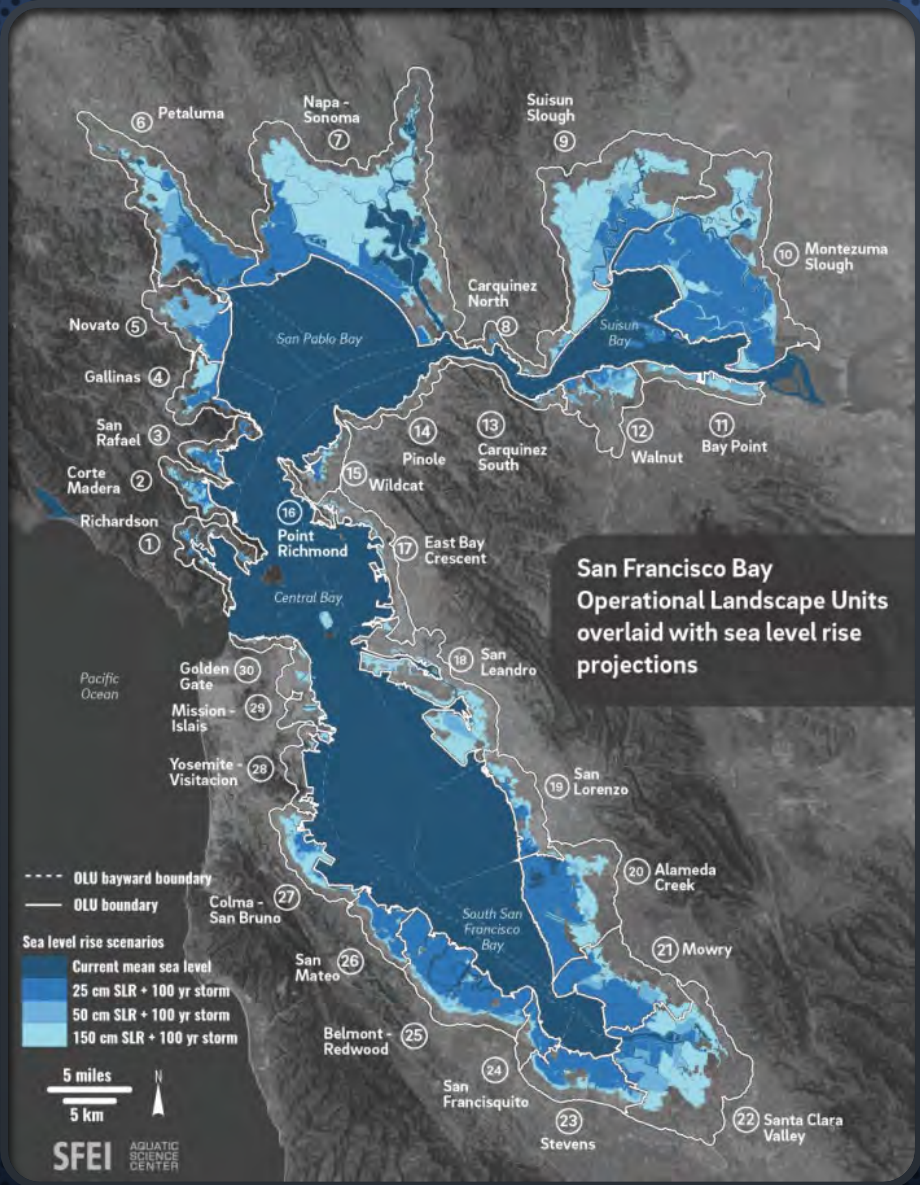 6 Petaluma
Napa -
Sonoma
7
Suisun
Slough
9
10 Montezuma
Slough
Carquinez
North
8
San Pablo Bay
Suisun
Bay
Novato 5
Gallinas 4
San
Rafael 3
Corte
Madera 2
Richardson
1
14
Pinole
13
Carquinez
South
12
Walnut
11
Bay Point
15
Wildcat
16
Point
Richmond
17 East Bay
Crescent
San Francisco Bay
Operational Landscape Units
overlaid with sea level rise
projections
Central Bay
18 San
Leandro
Pacific
Ocean
Golden
Gate 30
Mission -
Islais 29
Yosemite -
Visitacion 28
19 San
Lorenzo
20 Alameda
Creek
21 Mowry
South San
Francisco
Bay
Colma -
San Bruno 27
San
Mateo 26
Belmont -
Redwood 25
24
San
Francisquito
23
Stevens
22 Santa Clara
Valley
OLU bayward boundary
OLU boundary
Sea level rise scenarios
Current mean sea level
25 cm SLR + 100 yr storm
50 cm SLR + 100 yr storm
150 cm SLR + 100 yr storm
5 miles
5 km
N
SFEI AQUATIC
SCIENCE
CENTER